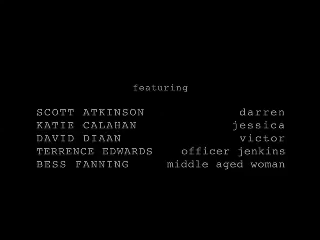 featuring
SCOTT ATKINSON darren
KATIE CALAHAN jessica
DAVID DIAAN victor
TERRENCE EDWARDS officer jenkins
BESS FANNING middle aged woman